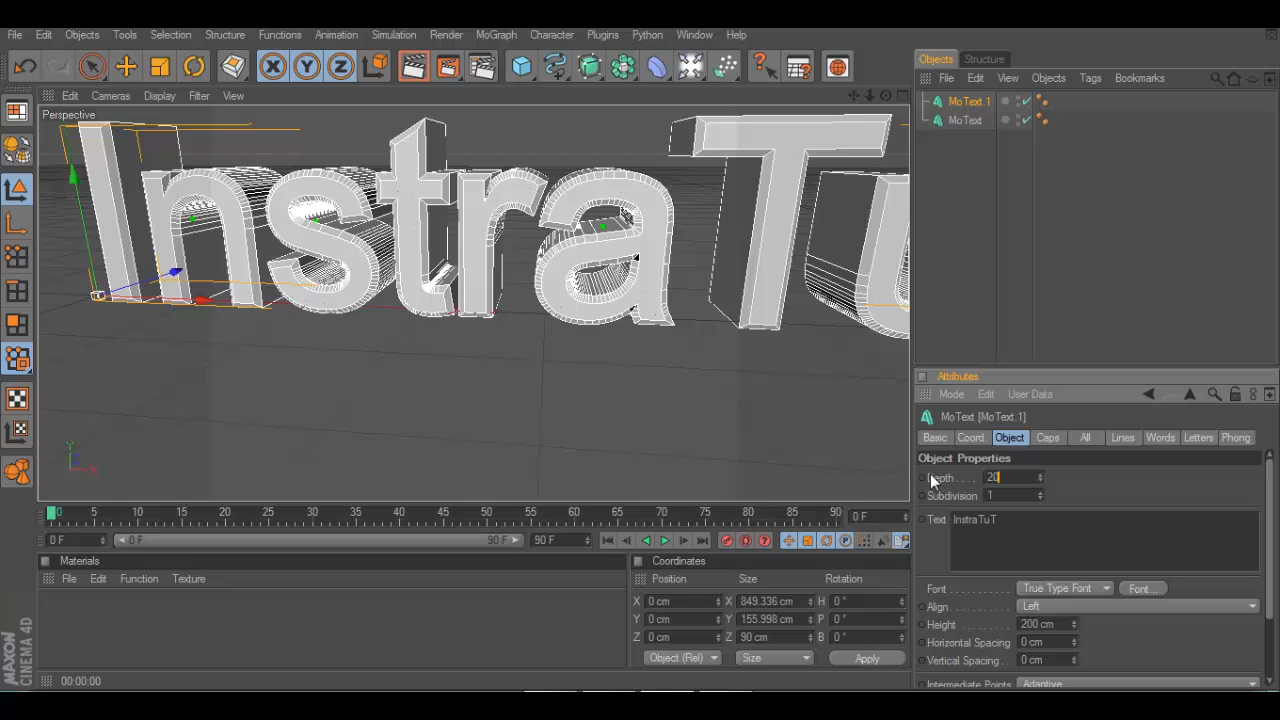 File Edit Objects Tools Selection Structure Functions Animation Simulation Render MoGraph Character Plugins Python Window Help
Objects Structure
File Edit View Objects Tags Bookmarks
X Y Z
Edit Cameras Display Filter View
Perspective
MoText.1
MoText
InstraTu
Y
X
Attributes
Mode Edit User Data
MoText [MoText.1]
Basic Coord. Object Caps All Lines Words Letters Phong
Object Properties
Depth . . . . 20
Subdivision 1
Text InstraTuT
Font . . . . . . . . . . . True Type Font Font...
Align . . . . . . . . . . . Left
Height . . . . . . . . . . 200 cm
Horizontal Spacing 0 cm
Vertical Spacing . 0 cm
Intermediate Points Adaptive
0 5 10 15 20 25 30 35 40 45 50 55 60 65 70 75 80 85 90 0 F
0 F 0 F 90 F 90 F
Materials
File Edit Function Texture
Coordinates
Position Size Rotation
X 0 cm X 849.336 cm H 0 °
Y 0 cm Y 155.998 cm P 0 °
Z 0 cm Z 90 cm B 0 °
Object (Rel) Size Apply
MAXON
CINEMA 4D
00:00:00